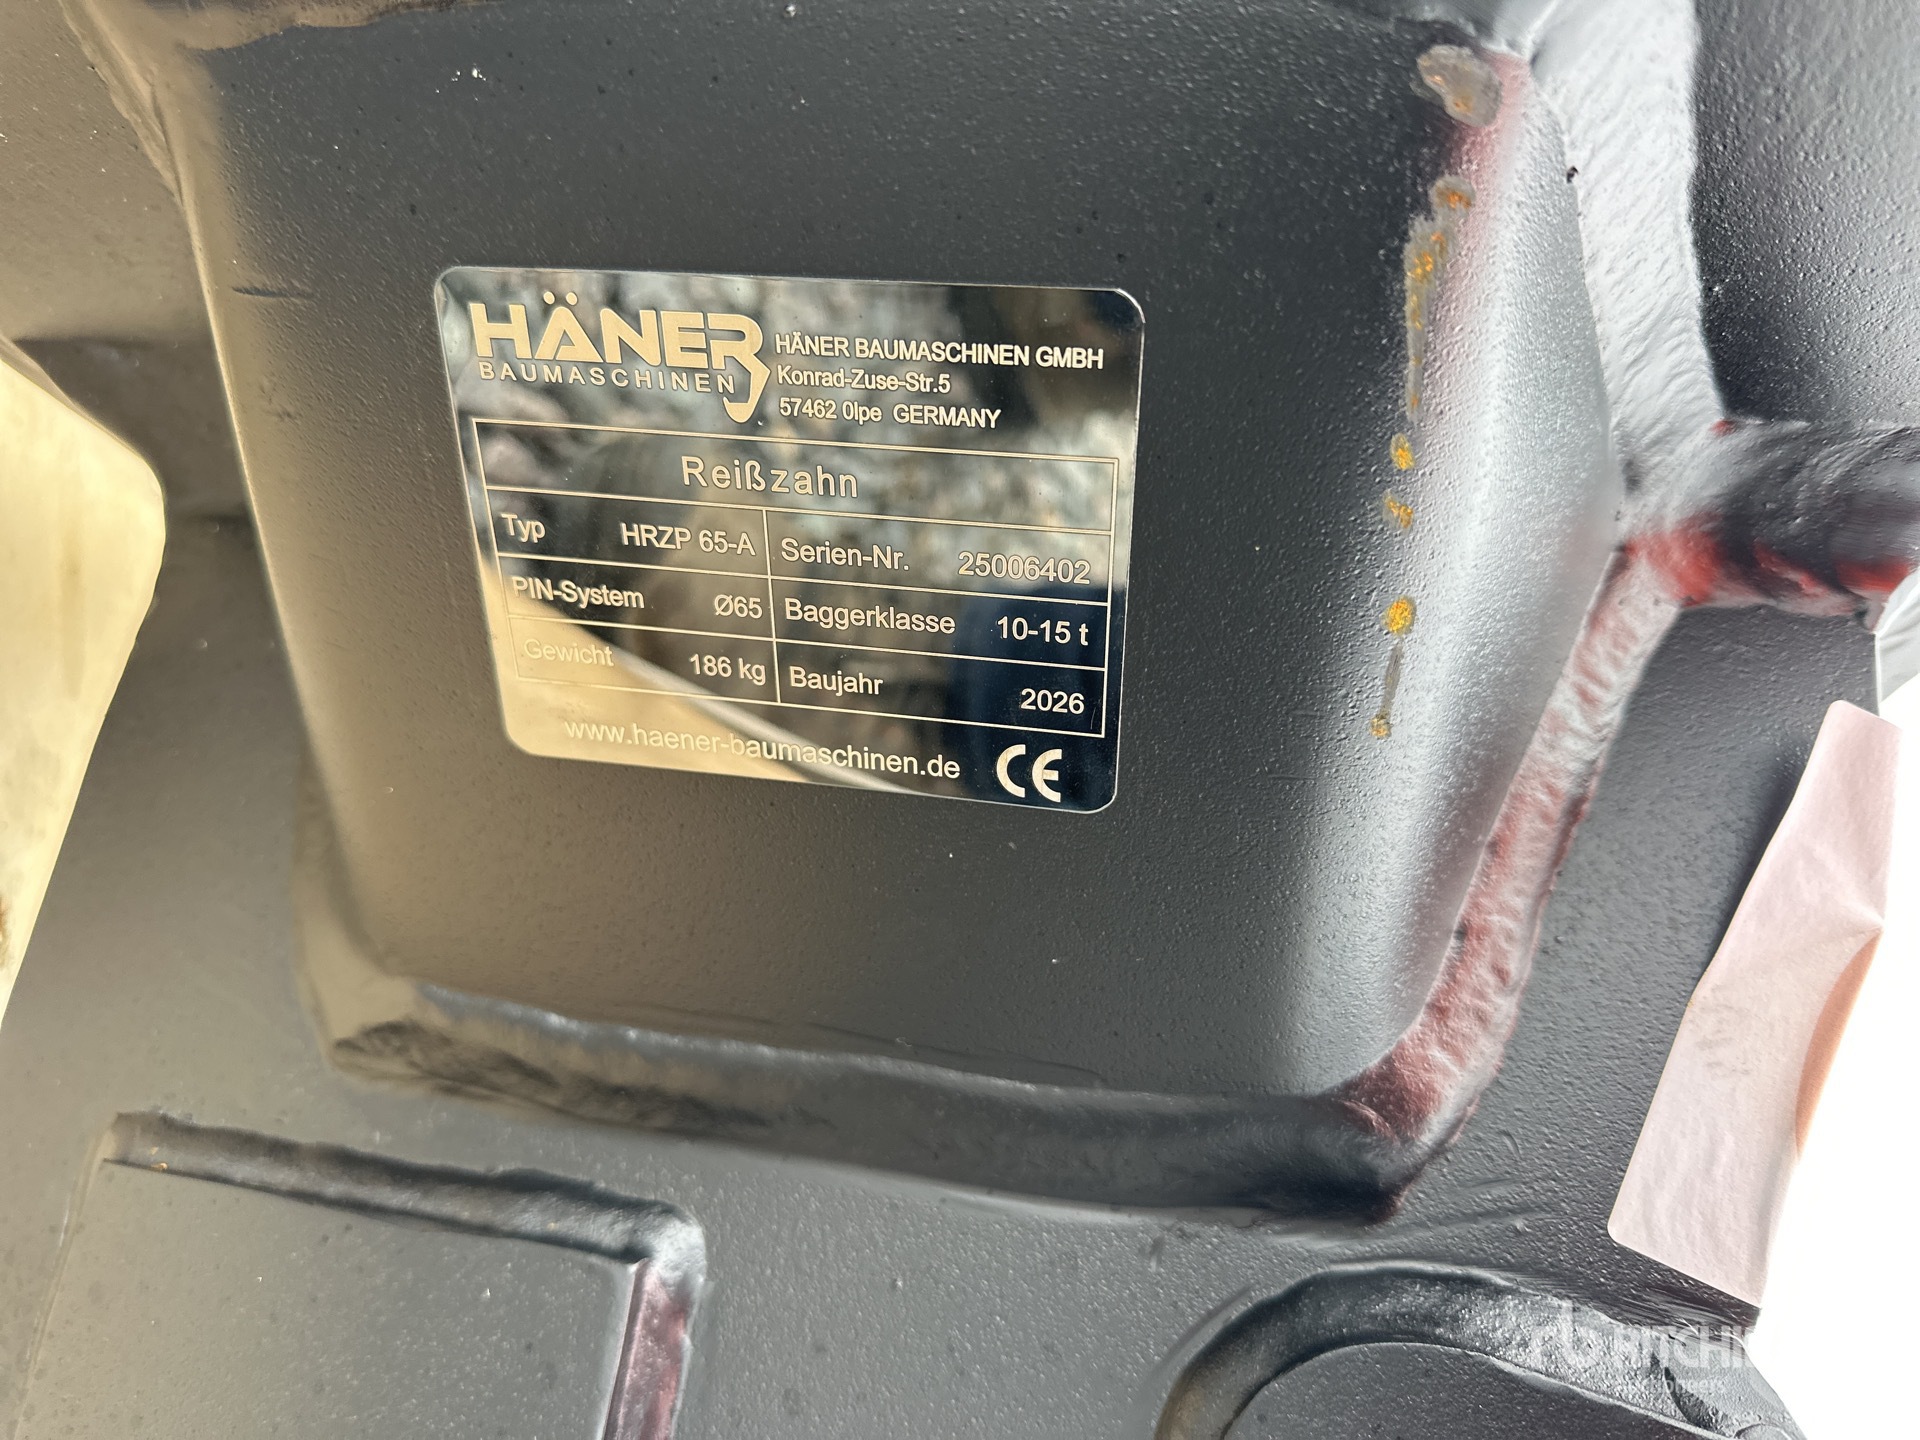 HÄNER
BAUMASCHINEN
HÄNER BAUMASCHINEN GMBH
Konrad-Zuse-Str.5
57462 Olpe GERMANY
Reißzahn
Typ HRZP 65-A Serien-Nr. 25006402
PIN-System Ø65 Baggerklasse 10-15 t
Gewicht 186 kg Baujahr 2026
www.haener-baumaschinen.de CE